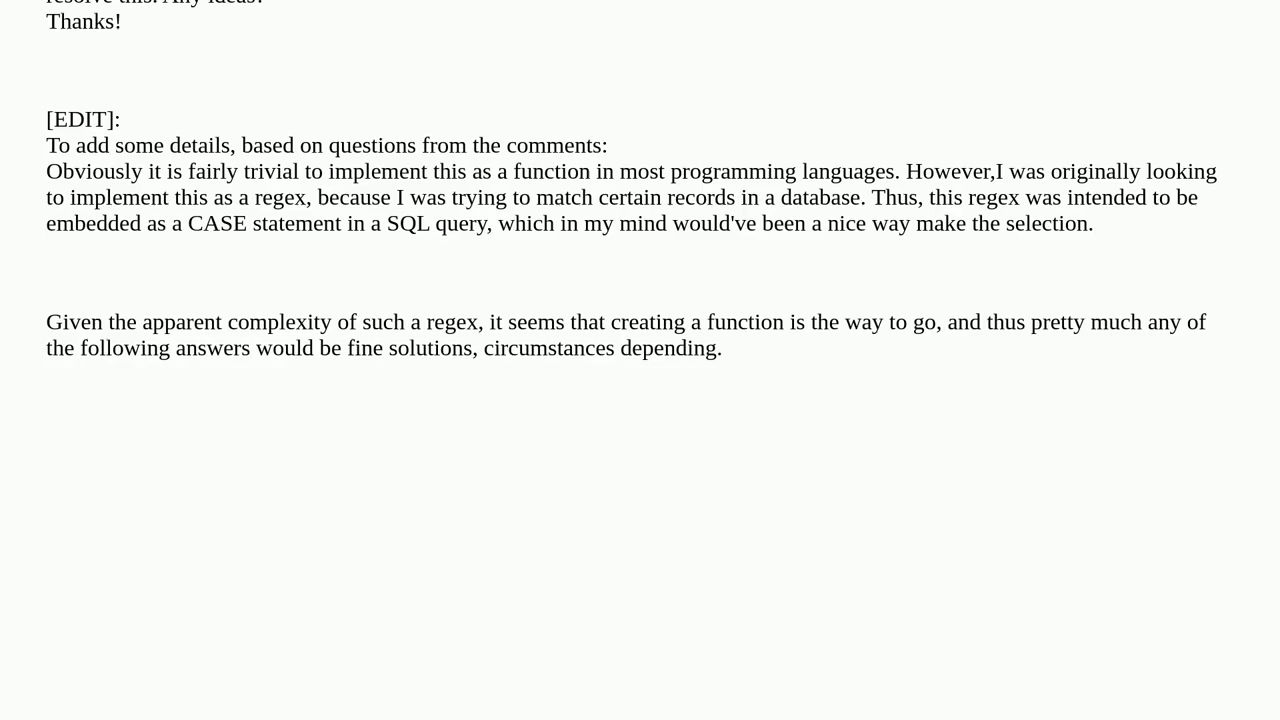 resolve this. Any ideas?
Thanks!
[EDIT]:
To add some details, based on questions from the comments:
Obviously it is fairly trivial to implement this as a function in most programming languages. However,I was originally looking
to implement this as a regex, because I was trying to match certain records in a database. Thus, this regex was intended to be
embedded as a CASE statement in a SQL query, which in my mind would've been a nice way make the selection.
Given the apparent complexity of such a regex, it seems that creating a function is the way to go, and thus pretty much any of
the following answers would be fine solutions, circumstances depending.